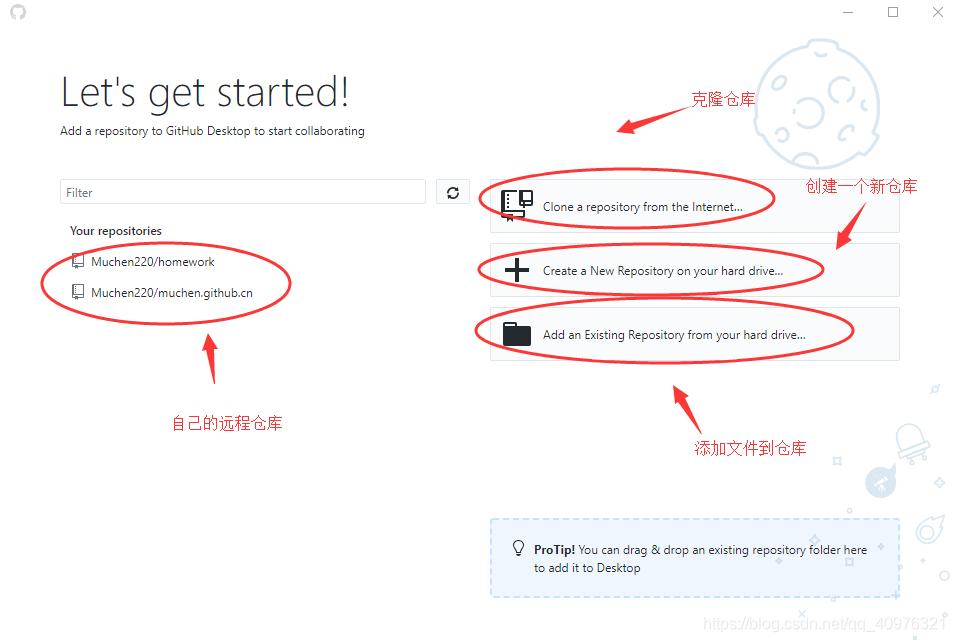 Let's get started!
Add a repository to GitHub Desktop to start collaborating
克隆仓库
Filter
创建一个新仓库
Clone a repository from the Internet...
Your repositories
Muchen220/homework
Create a New Repository on your hard drive...
Muchen220/muchen.github.cn
Add an Existing Repository from your hard drive...
自己的远程仓库
添加文件到仓库
ProTip! You can drag & drop an existing repository folder here
to add it to Desktop
https://blog.csdn.net/qq_40976321